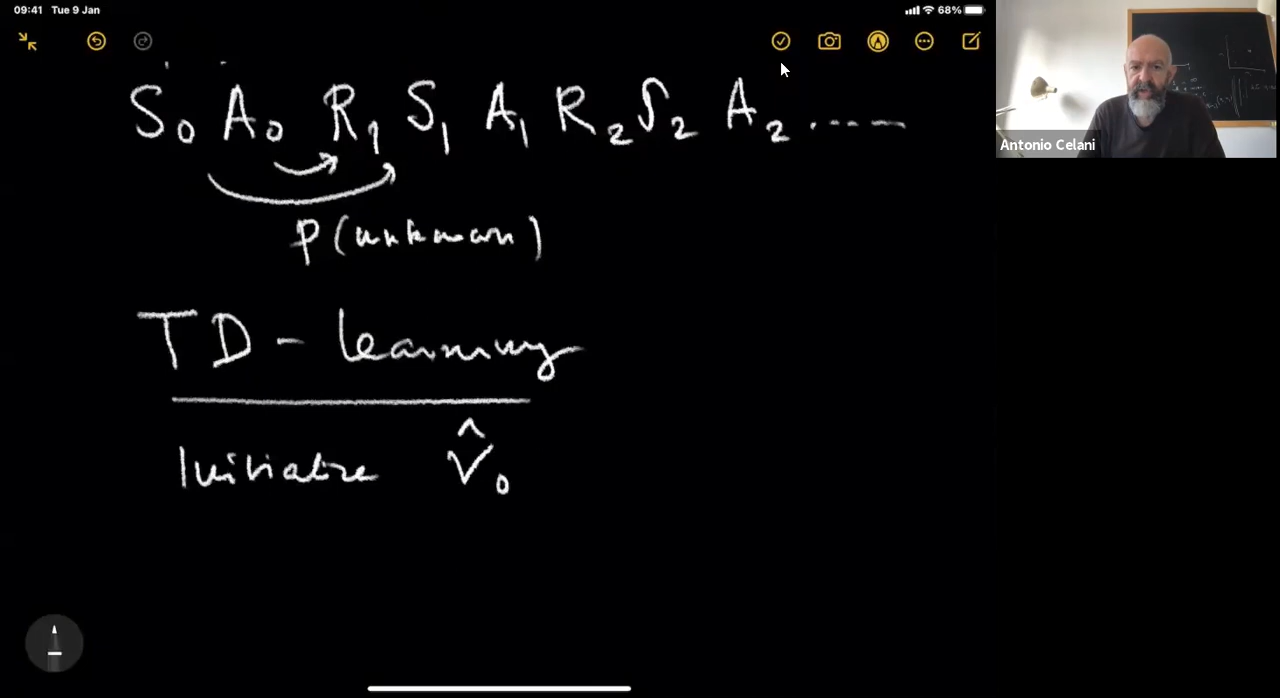 09:41 Tue 9 Jan 68%
S₀ A₀ R₁ S₁ A₁ R₂ S₂ A₂ ......
p (unknown)
TD - learning
Initialize V̂₀
Antonio Celani